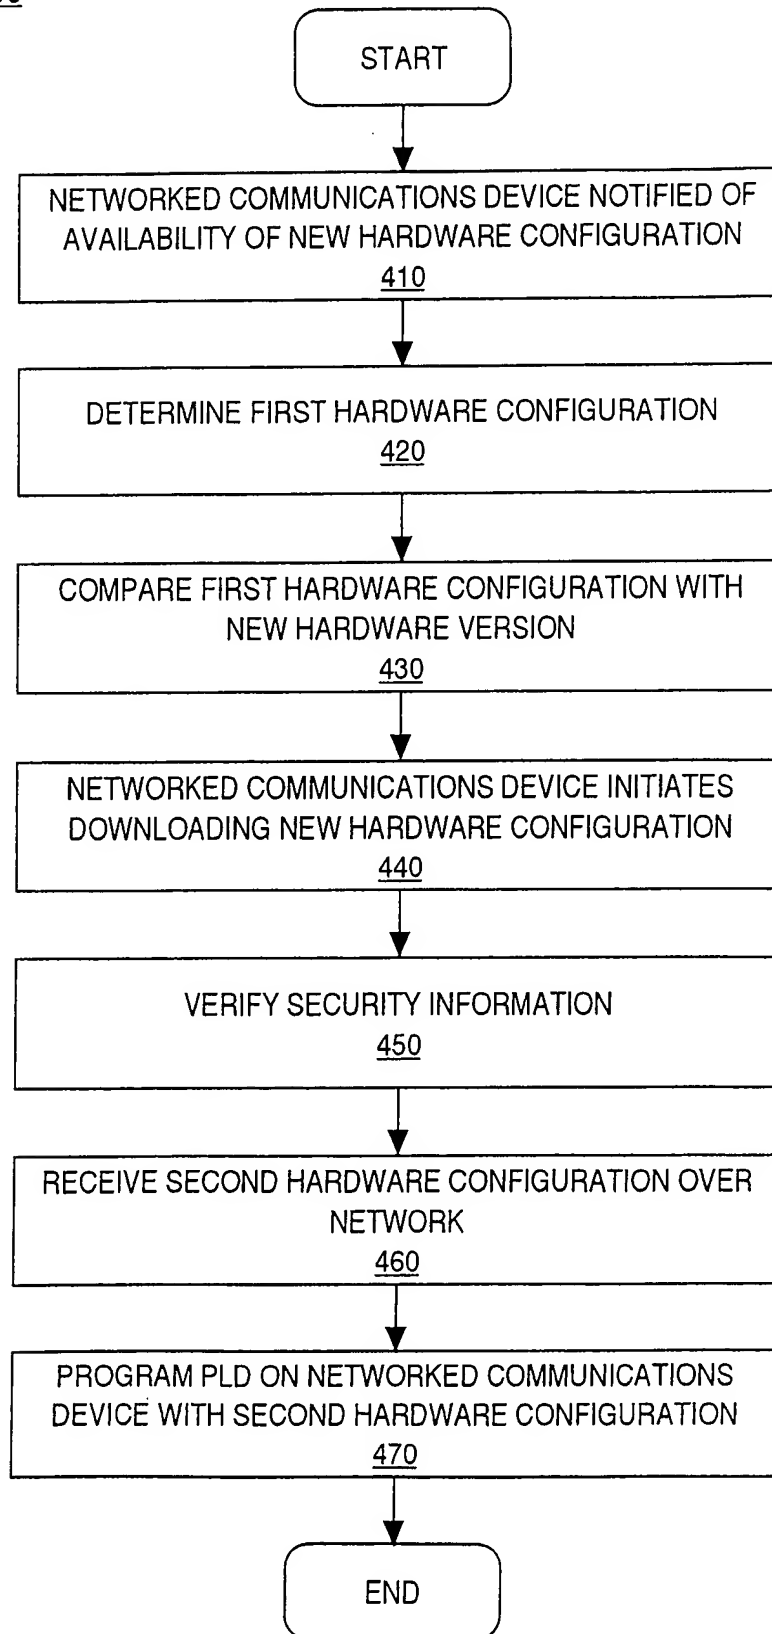 START
NETWORKED COMMUNICATIONS DEVICE NOTIFIED OF
AVAILABILITY OF NEW HARDWARE CONFIGURATION
410
DETERMINE FIRST HARDWARE CONFIGURATION
420
COMPARE FIRST HARDWARE CONFIGURATION WITH
NEW HARDWARE VERSION
430
NETWORKED COMMUNICATIONS DEVICE INITIATES
DOWNLOADING NEW HARDWARE CONFIGURATION
440
VERIFY SECURITY INFORMATION
450
RECEIVE SECOND HARDWARE CONFIGURATION OVER
NETWORK
460
PROGRAM PLD ON NETWORKED COMMUNICATIONS
DEVICE WITH SECOND HARDWARE CONFIGURATION
470
END